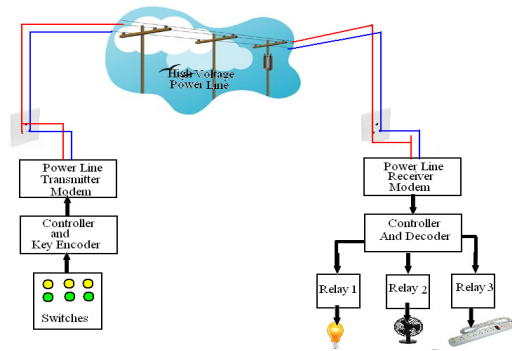 High Voltage
Power Line
Power Line
Transmitter
Modem
Controller
and
Key Encoder
Switches
Power Line
Receiver
Modem
Controller
And Decoder
Relay 1
Relay 2
Relay 3